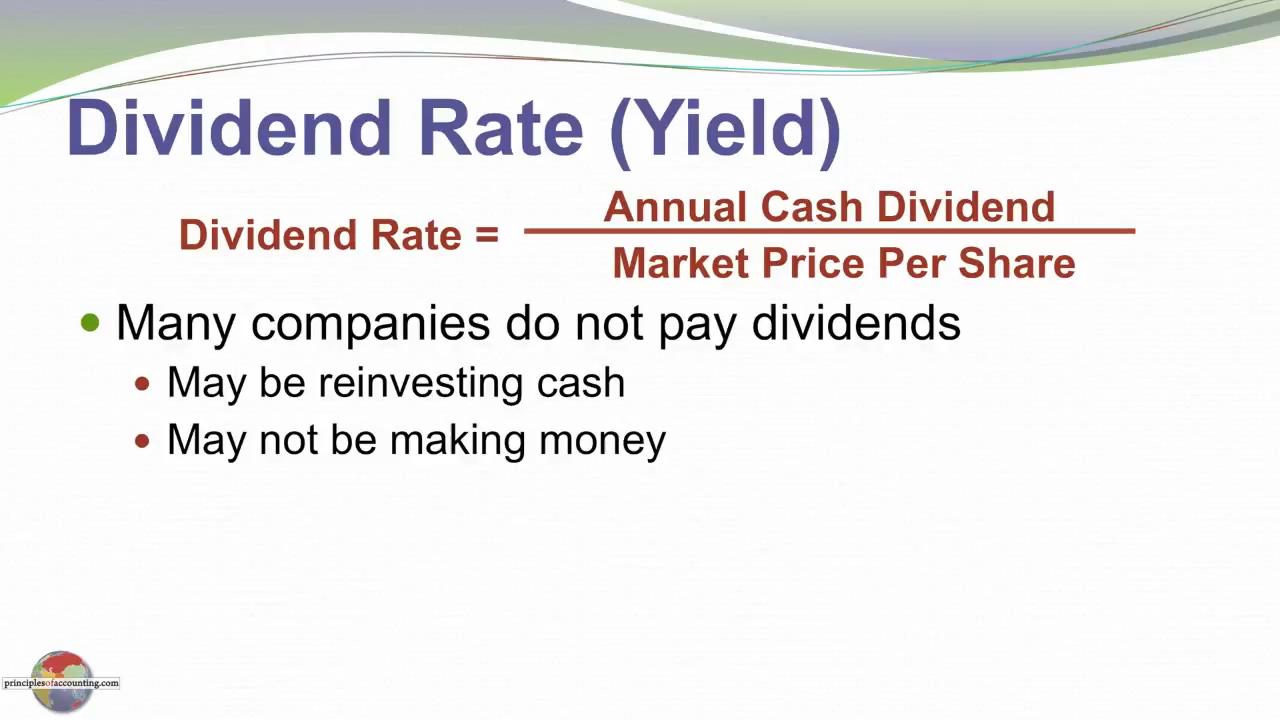 Dividend Rate (Yield)
Annual Cash Dividend
Dividend Rate =
Market Price Per Share
Many companies do not pay dividends
May be reinvesting cash
May not be making money
principlesofaccounting.com